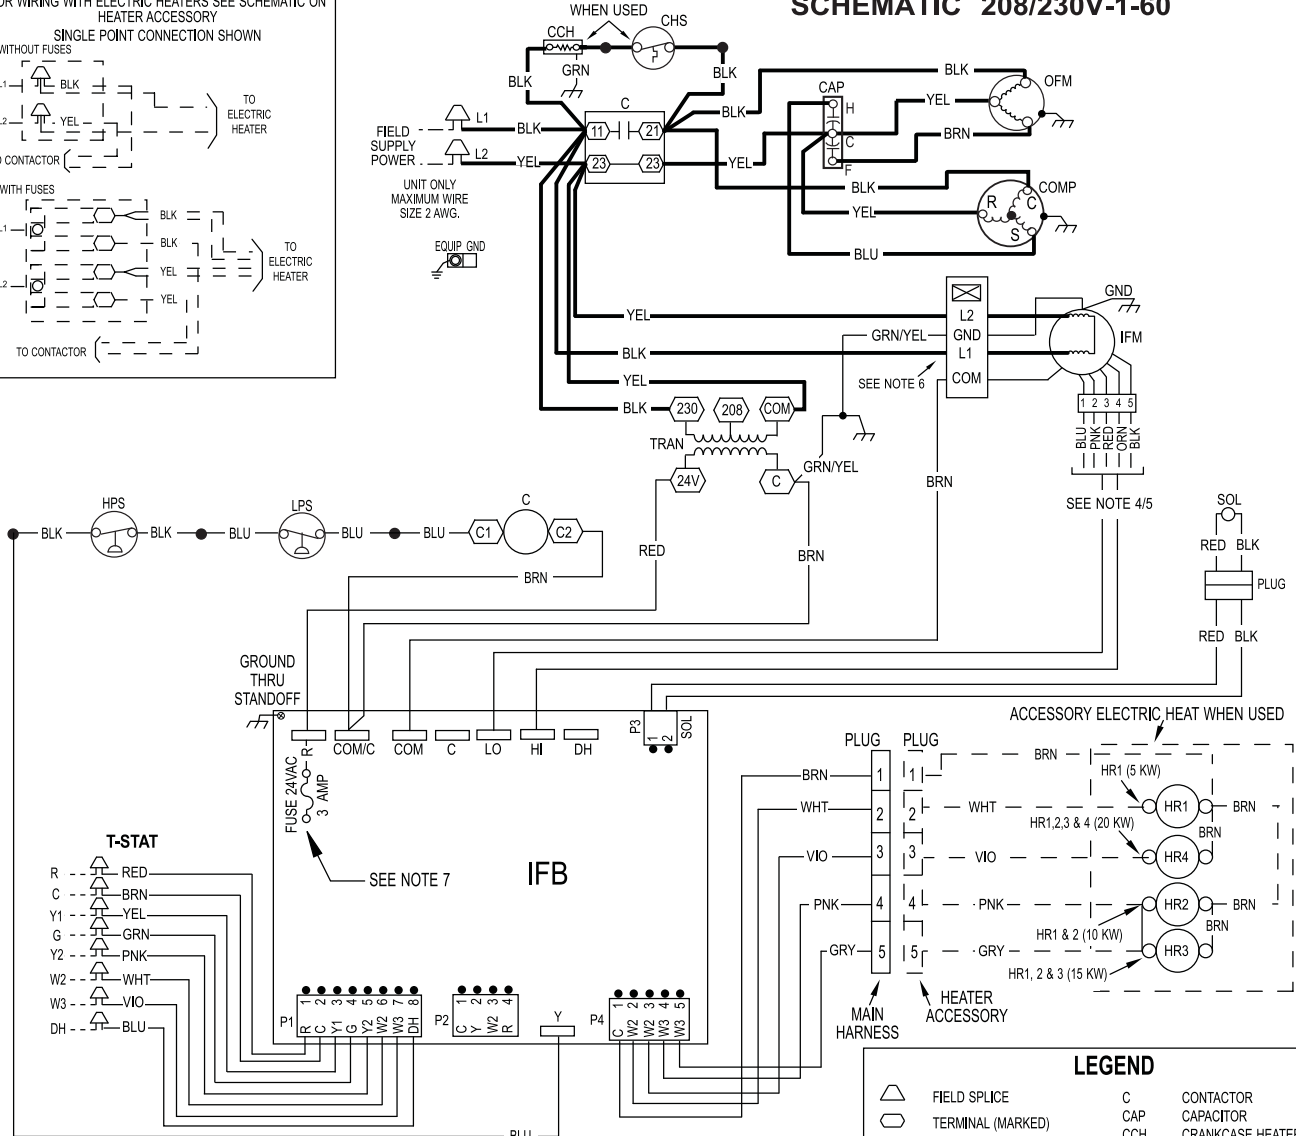 SCHEMATIC 208/230V-1-60
OR WIRING WITH ELECTRIC HEATERS SEE SCHEMATIC ON
HEATER ACCESSORY
SINGLE POINT CONNECTION SHOWN
WITHOUT FUSES
L1
BLK
L2
YEL
TO
ELECTRIC
HEATER
CONTACTOR
WITH FUSES
L1
BLK
BLK
L2
YEL
YEL
TO
ELECTRIC
HEATER
TO CONTACTOR
WHEN USED
CCH
CHS
GRN
BLK
BLK
C
11
21
23
23
FIELD
SUPPLY
POWER
L1
BLK
L2
YEL
UNIT ONLY
MAXIMUM WIRE
SIZE 2 AWG.
EQUIP GND
BLK
YEL
CAP
H
C
F
BLK
YEL
BRN
OFM
BLK
YEL
BLU
COMP
R
C
S
YEL
BLK
YEL
BLK
GRN/YEL
L2
GND
L1
COM
SEE NOTE 6
GND
IFM
1 2 3 4 5
BLU
PNK
RED
ORN
BLK
SEE NOTE 4/5
230
208
COM
TRAN
24V
C
GRN/YEL
RED
BRN
BRN
HPS
BLK
BLK
BLU
LPS
BLU
BLU
C
C1
C2
BRN
SOL
RED BLK
PLUG
RED BLK
GROUND
THRU
STANDOFF
R
COM/C
COM
C
LO
HI
DH
P3
1
2
SOL
FUSE 24VAC
3 AMP
SEE NOTE 7
IFB
T-STAT
R
RED
C
BRN
Y1
YEL
G
GRN
Y2
PNK
W2
WHT
W3
VIO
DH
BLU
P1
1 2 3 4 5 6 7 8
R C Y1 G Y2 W2 W3 DH
P2
1 2 3 4
C Y W2 R
Y
P4
1 2 3 4 5
C W2 W2 W3 W3
BLU
PLUG
PLUG
BRN
1
1
BRN
WHT
2
2
WHT
VIO
3
3
VIO
PNK
4
4
PNK
GRY
5
5
GRY
MAIN
HARNESS
HEATER
ACCESSORY
ACCESSORY ELECTRIC HEAT WHEN USED
HR1 (5 KW)
HR1
BRN
HR1,2,3 & 4 (20 KW)
BRN
HR4
HR2
BRN
HR1 & 2 (10 KW)
BRN
HR3
HR1, 2 & 3 (15 KW)
LEGEND
FIELD SPLICE
C CONTACTOR
TERMINAL (MARKED)
CAP CAPACITOR
CCH CRANKCASE HEATER